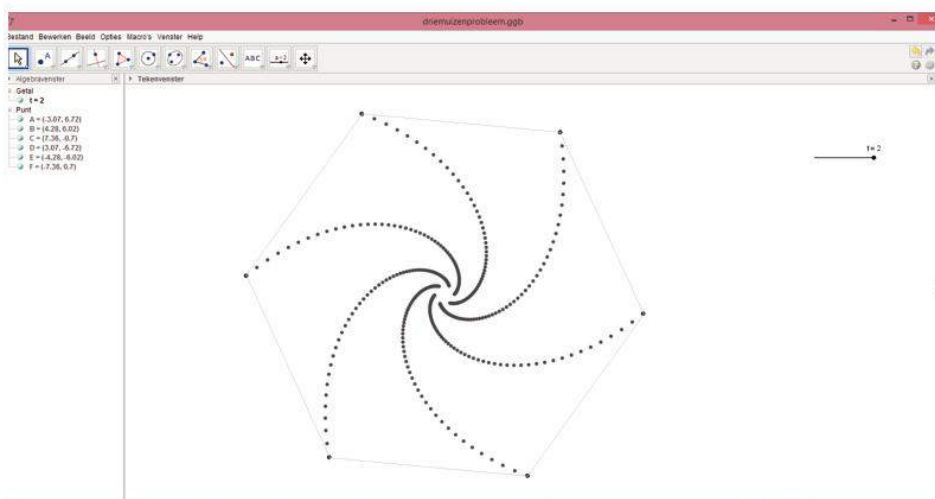 driemuizenprobleem.ggb
Bestand Bewerken Beeld Opties Macro's Venster Help
ABC
a=2
Algebravenster
Tekenvenster
Getal
t = 2
Punt
A = (-3.07, 6.72)
B = (4.28, 6.02)
C = (7.36, -0.7)
D = (3.07, -6.72)
E = (-4.28, -6.02)
F = (-7.36, 0.7)
t = 2